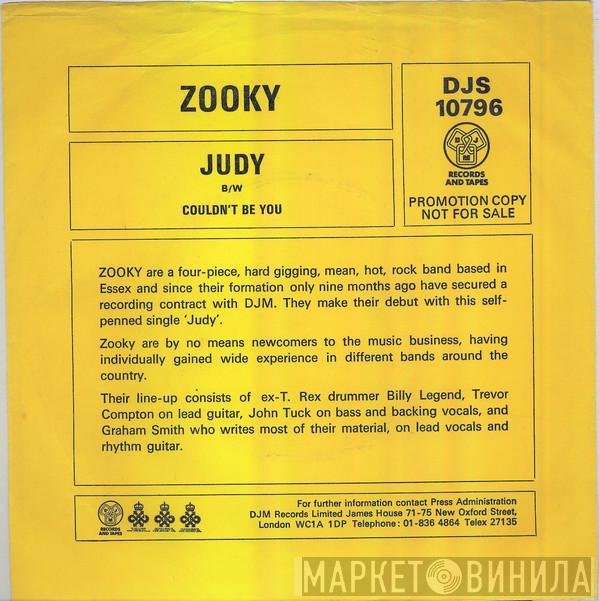 ZOOKY
DJS
10796
DJM
RECORDS
AND TAPES
PROMOTION COPY
NOT FOR SALE
JUDY
B/W
COULDN'T BE YOU
ZOOKY are a four-piece, hard gigging, mean, hot, rock band based in
Essex and since their formation only nine months ago have secured a
recording contract with DJM. They make their debut with this self-
penned single 'Judy'.
Zooky are by no means newcomers to the music business, having
individually gained wide experience in different bands around the
country.
Their line-up consists of ex-T. Rex drummer Billy Legend, Trevor
Compton on lead guitar, John Tuck on bass and backing vocals, and
Graham Smith who writes most of their material, on lead vocals and
rhythm guitar.
RECORDS
AND TAPES
For further information contact Press Administration
DJM Records Limited James House 71-75 New Oxford Street,
London WC1A 1DP Telephone: 01-836 4864 Telex 27135
МАРКЕТ ВИНИЛА